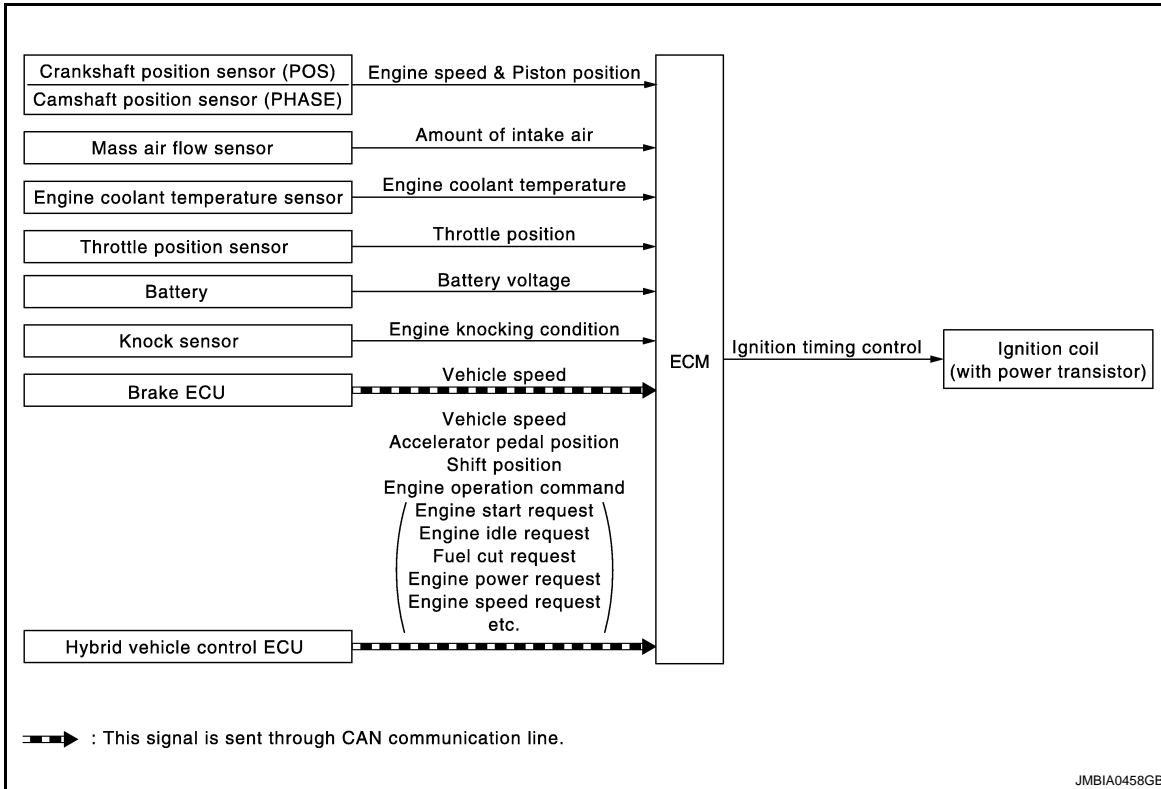 Crankshaft position sensor (POS)
Camshaft position sensor (PHASE)
Engine speed & Piston position
Mass air flow sensor
Amount of intake air
Engine coolant temperature sensor
Engine coolant temperature
Throttle position sensor
Throttle position
Battery
Battery voltage
Knock sensor
Engine knocking condition
Brake ECU
Vehicle speed
Vehicle speed
Accelerator pedal position
Shift position
Engine operation command
Engine start request
Engine idle request
Fuel cut request
Engine power request
Engine speed request
etc.
Hybrid vehicle control ECU
ECM
Ignition timing control
Ignition coil
(with power transistor)
: This signal is sent through CAN communication line.
JMBIA0458GB